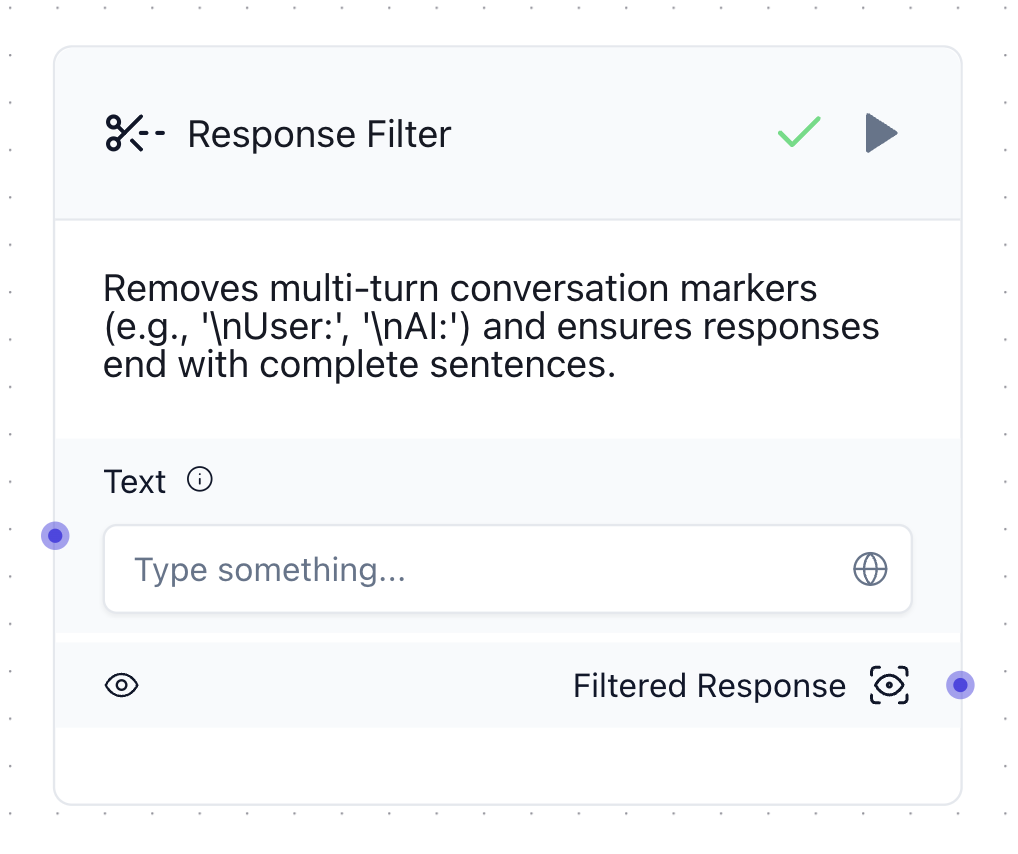 Response Filter
Removes multi-turn conversation markers
(e.g., '\nUser:', '\nAI:') and ensures responses
end with complete sentences.
Text
Type something...
Filtered Response